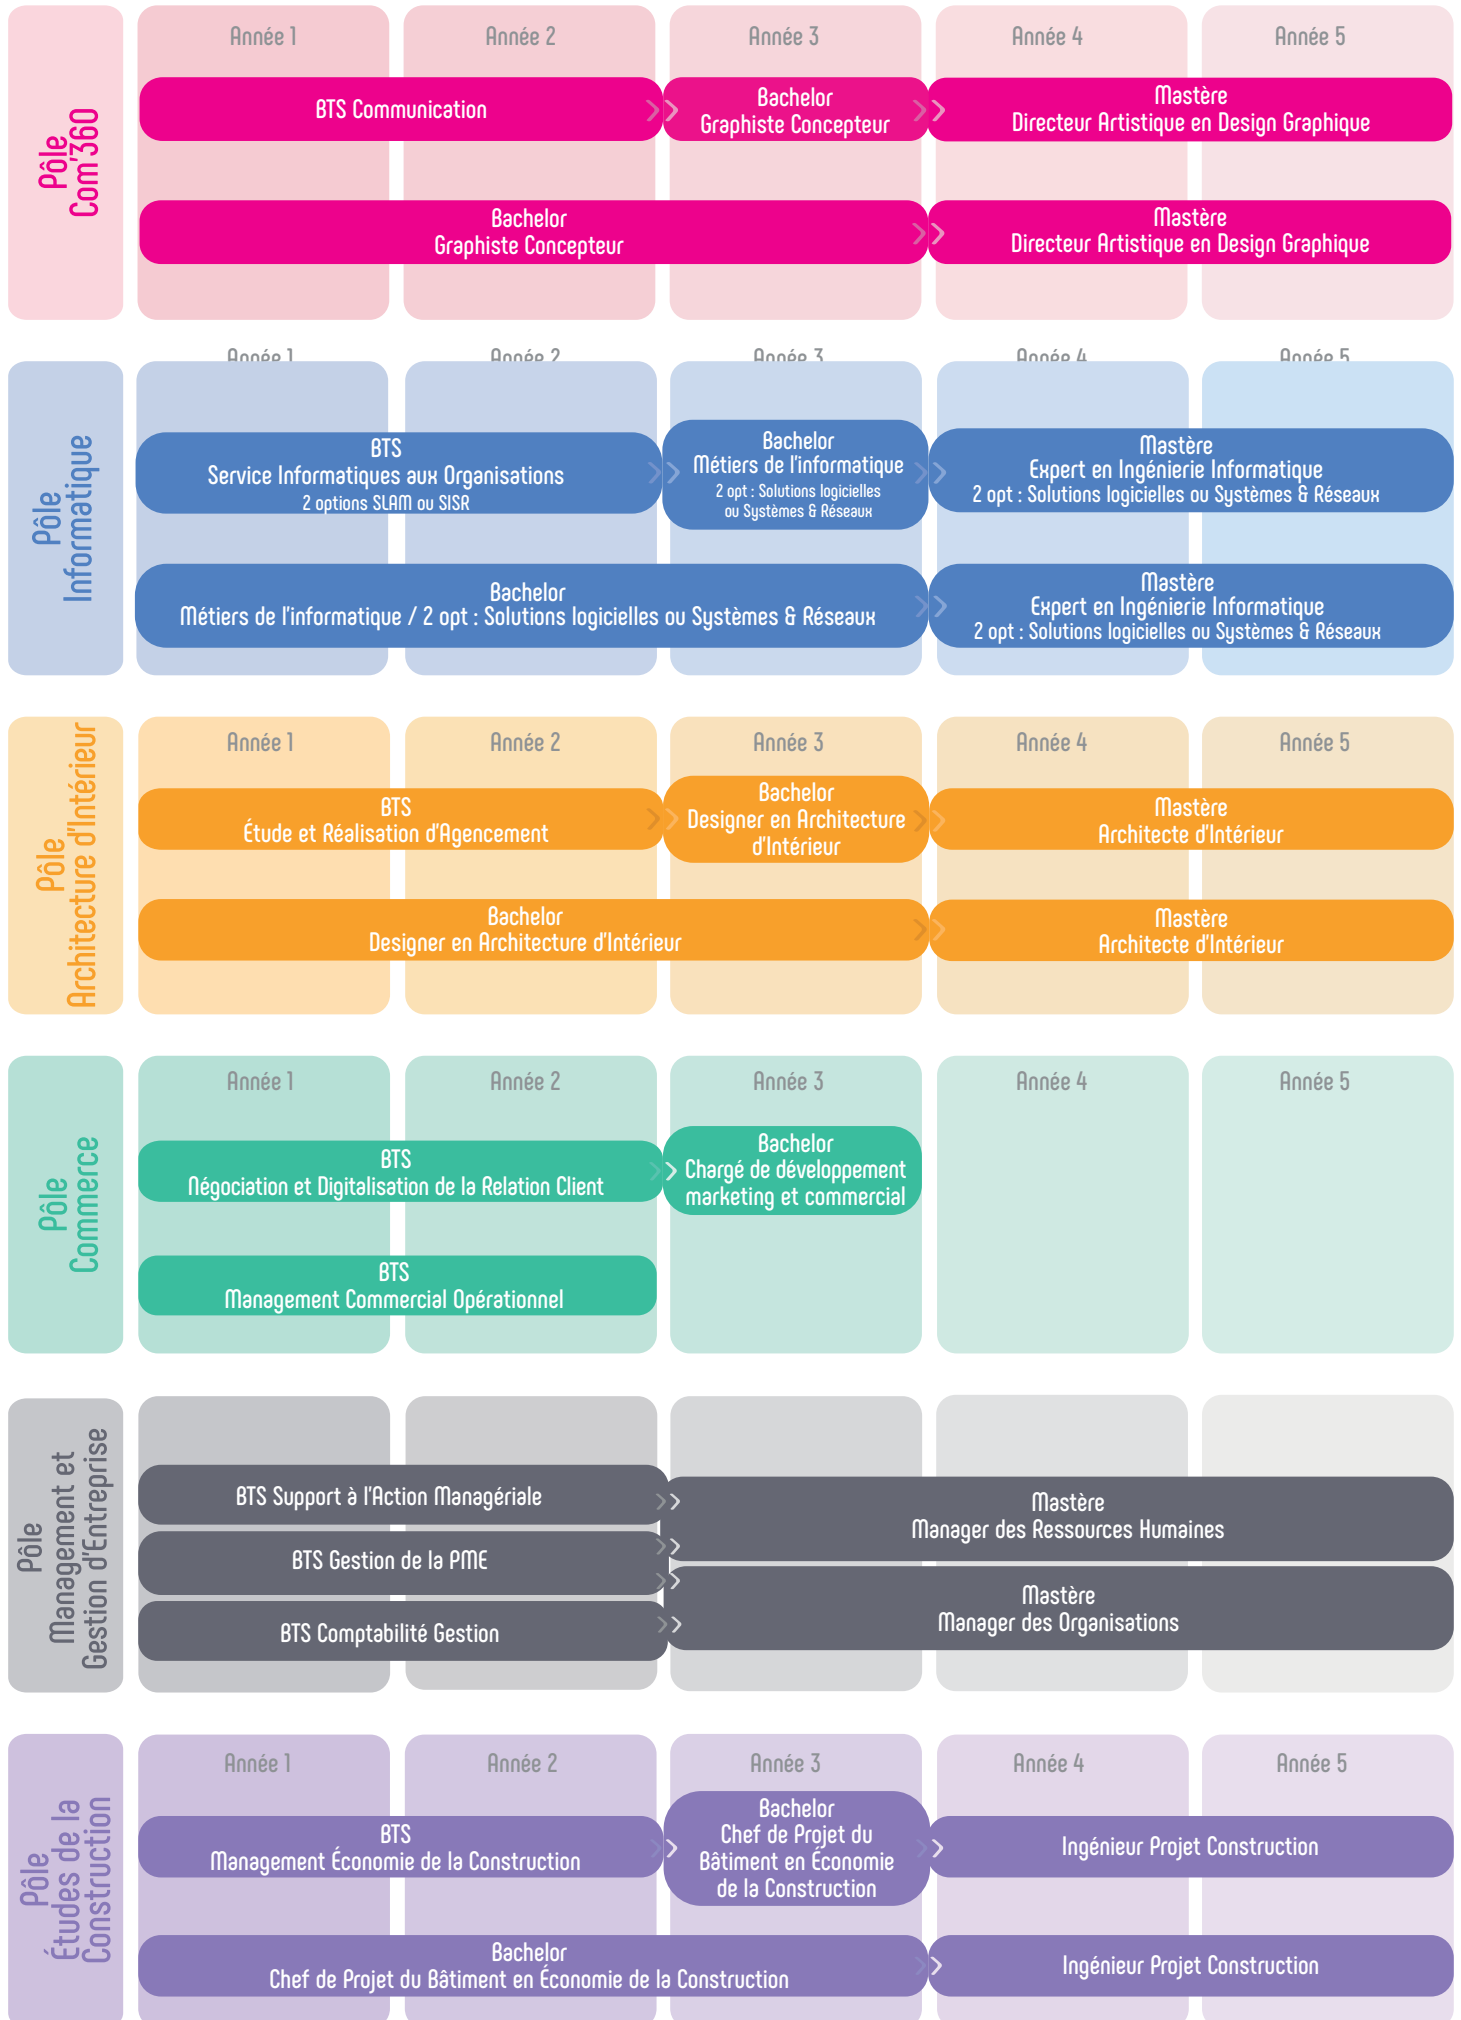 Pôle
Com'360
Année 1
Année 2
Année 3
Année 4
Année 5
BTS Communication
Bachelor
Graphiste Concepteur
Mastère
Directeur Artistique en Design Graphique
Bachelor
Graphiste Concepteur
Mastère
Directeur Artistique en Design Graphique
Pôle
Informatique
Année 1
Année 2
Année 3
Année 4
Année 5
BTS
Service Informatiques aux Organisations
2 options SLAM ou SISR
Bachelor
Métiers de l'informatique
2 opt : Solutions logicielles
ou Systèmes & Réseaux
Mastère
Expert en Ingénierie Informatique
2 opt : Solutions logicielles ou Systèmes & Réseaux
Bachelor
Métiers de l'informatique / 2 opt : Solutions logicielles ou Systèmes & Réseaux
Mastère
Expert en Ingénierie Informatique
2 opt : Solutions logicielles ou Systèmes & Réseaux
Pôle
Architecture d'Intérieur
Année 1
Année 2
Année 3
Année 4
Année 5
BTS
Étude et Réalisation d'Agencement
Bachelor
Designer en Architecture
d'Intérieur
Mastère
Architecte d'Intérieur
Bachelor
Designer en Architecture d'Intérieur
Mastère
Architecte d'Intérieur
Pôle
Commerce
Année 1
Année 2
Année 3
Année 4
Année 5
BTS
Négociation et Digitalisation de la Relation Client
Bachelor
Chargé de développement
marketing et commercial
BTS
Management Commercial Opérationnel
Pôle
Management et
Gestion d'Entreprise
BTS Support à l'Action Managériale
BTS Gestion de la PME
BTS Comptabilité Gestion
Mastère
Manager des Ressources Humaines
Mastère
Manager des Organisations
Pôle
Études de la
Construction
Année 1
Année 2
Année 3
Année 4
Année 5
BTS
Management Économie de la Construction
Bachelor
Chef de Projet du
Bâtiment en Économie
de la Construction
Ingénieur Projet Construction
Bachelor
Chef de Projet du Bâtiment en Économie de la Construction
Ingénieur Projet Construction